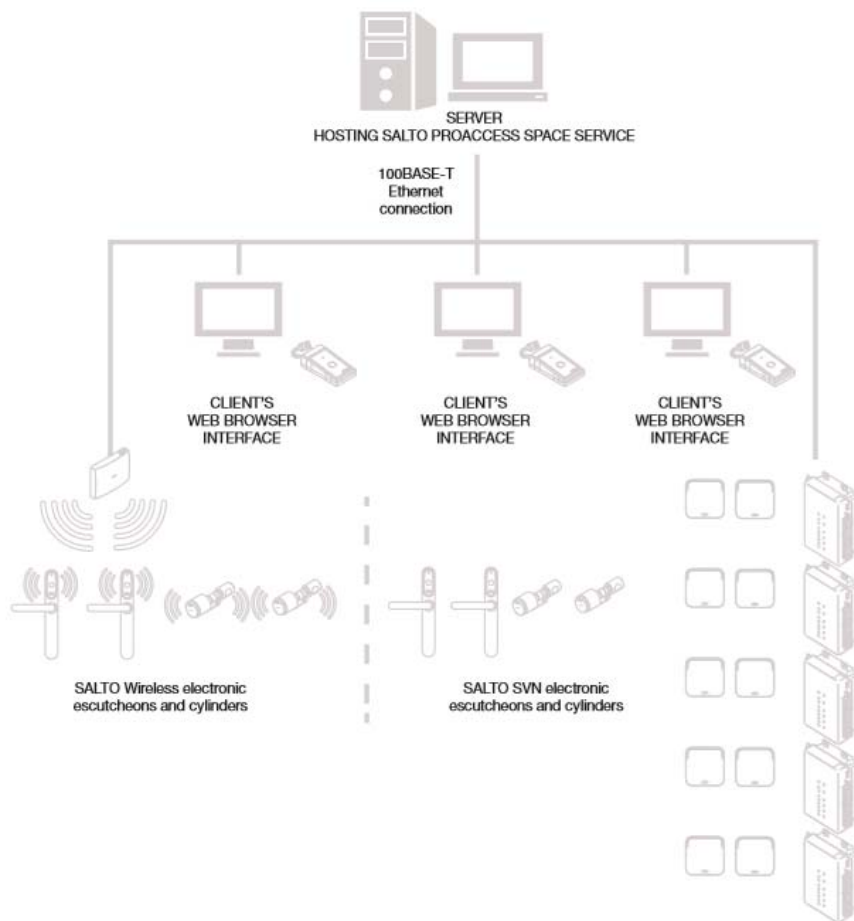 SERVER
HOSTING SALTO PROACCESS SPACE SERVICE
100BASE-T
Ethernet
connection
CLIENT'S
WEB BROWSER
INTERFACE
CLIENT'S
WEB BROWSER
INTERFACE
CLIENT'S
WEB BROWSER
INTERFACE
SALTO Wireless electronic
escutcheons and cylinders
SALTO SVN electronic
escutcheons and cylinders